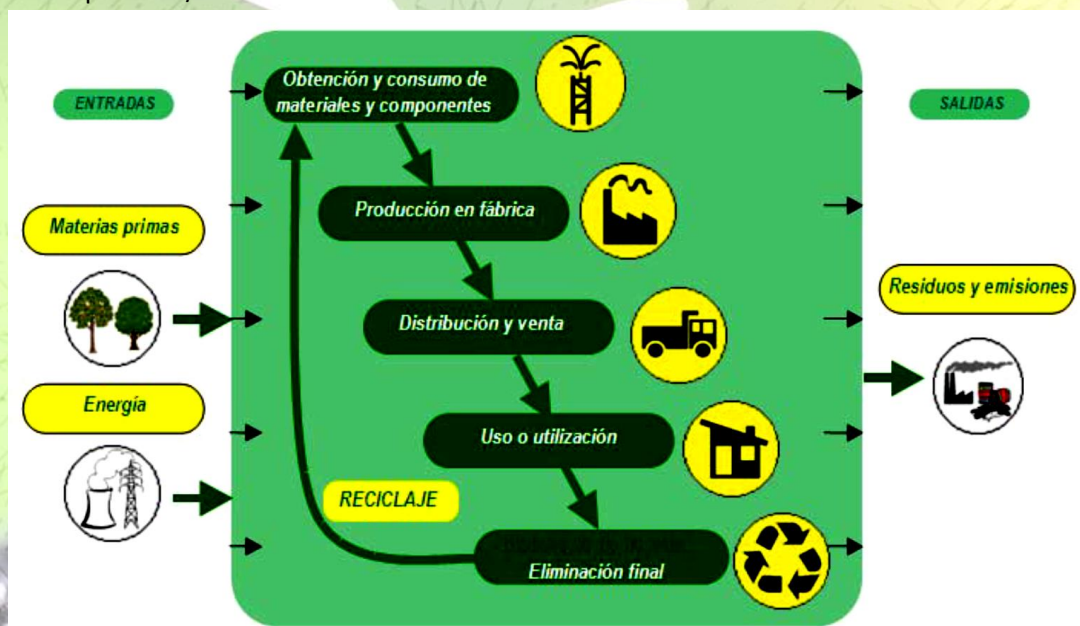 ENTRADAS
Materias primas
Energía
Obtención y consumo de
materiales y componentes
Producción en fábrica
Distribución y venta
Uso o utilización
RECICLAJE
Eliminación final
SALIDAS
Residuos y emisiones